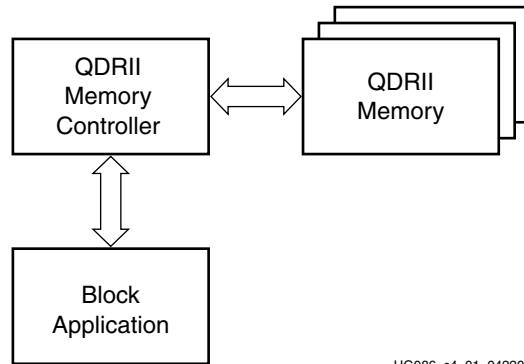 QDRII
Memory
Controller
QDRII
Memory
Block
Application